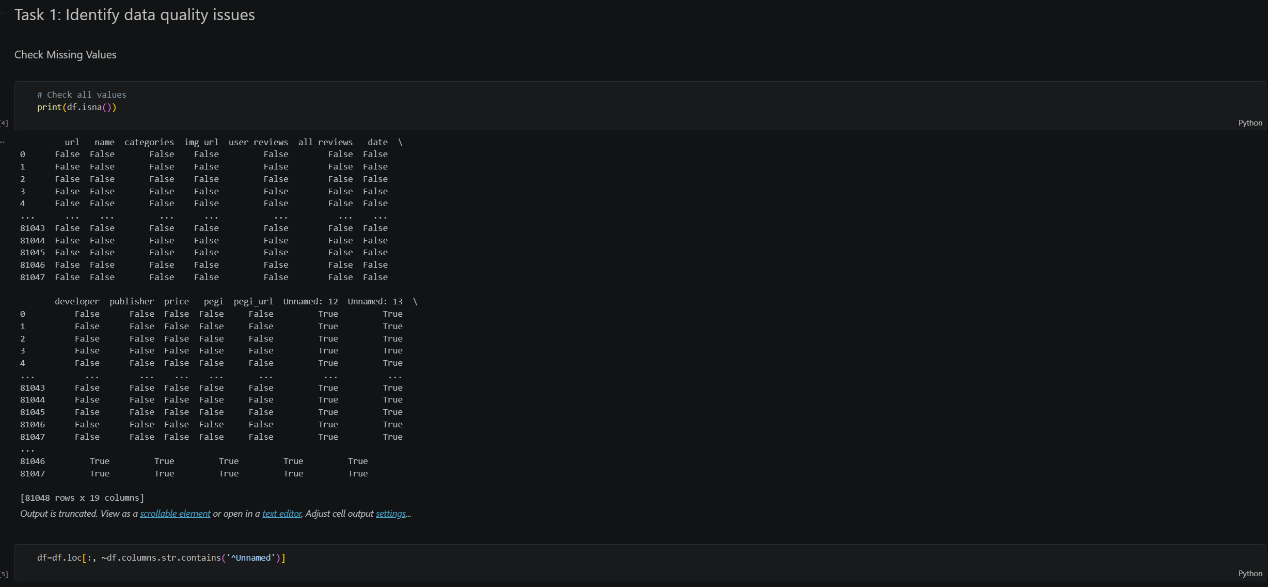 Task 1: Identify data quality issues
Check Missing Values
# Check all values
print(df.isna())
[4]
Python
...
url name categories img_url user_reviews all_reviews date \
0 False False False False False False False
1 False False False False False False False
2 False False False False False False False
3 False False False False False False False
4 False False False False False False False
... ... ... ... ... ... ... ...
81043 False False False False False False False
81044 False False False False False False False
81045 False False False False False False False
81046 False False False False False False False
81047 False False False False False False False
developer publisher price pegi pegi_url Unnamed: 12 Unnamed: 13 \
0 False False False False False True True
1 False False False False False True True
2 False False False False False True True
3 False False False False False True True
4 False False False False False True True
... ... ... ... ... ... ... ...
81043 False False False False False True True
81044 False False False False False True True
81045 False False False False False True True
81046 False False False False False True True
81047 False False False False False True True
...
81046 True True True True True
81047 True True True True True
[81048 rows x 19 columns]
Output is truncated. View as a scrollable element or open in a text editor. Adjust cell output settings...
df=df.loc[:, ~df.columns.str.contains('^Unnamed')]
[5]
Python